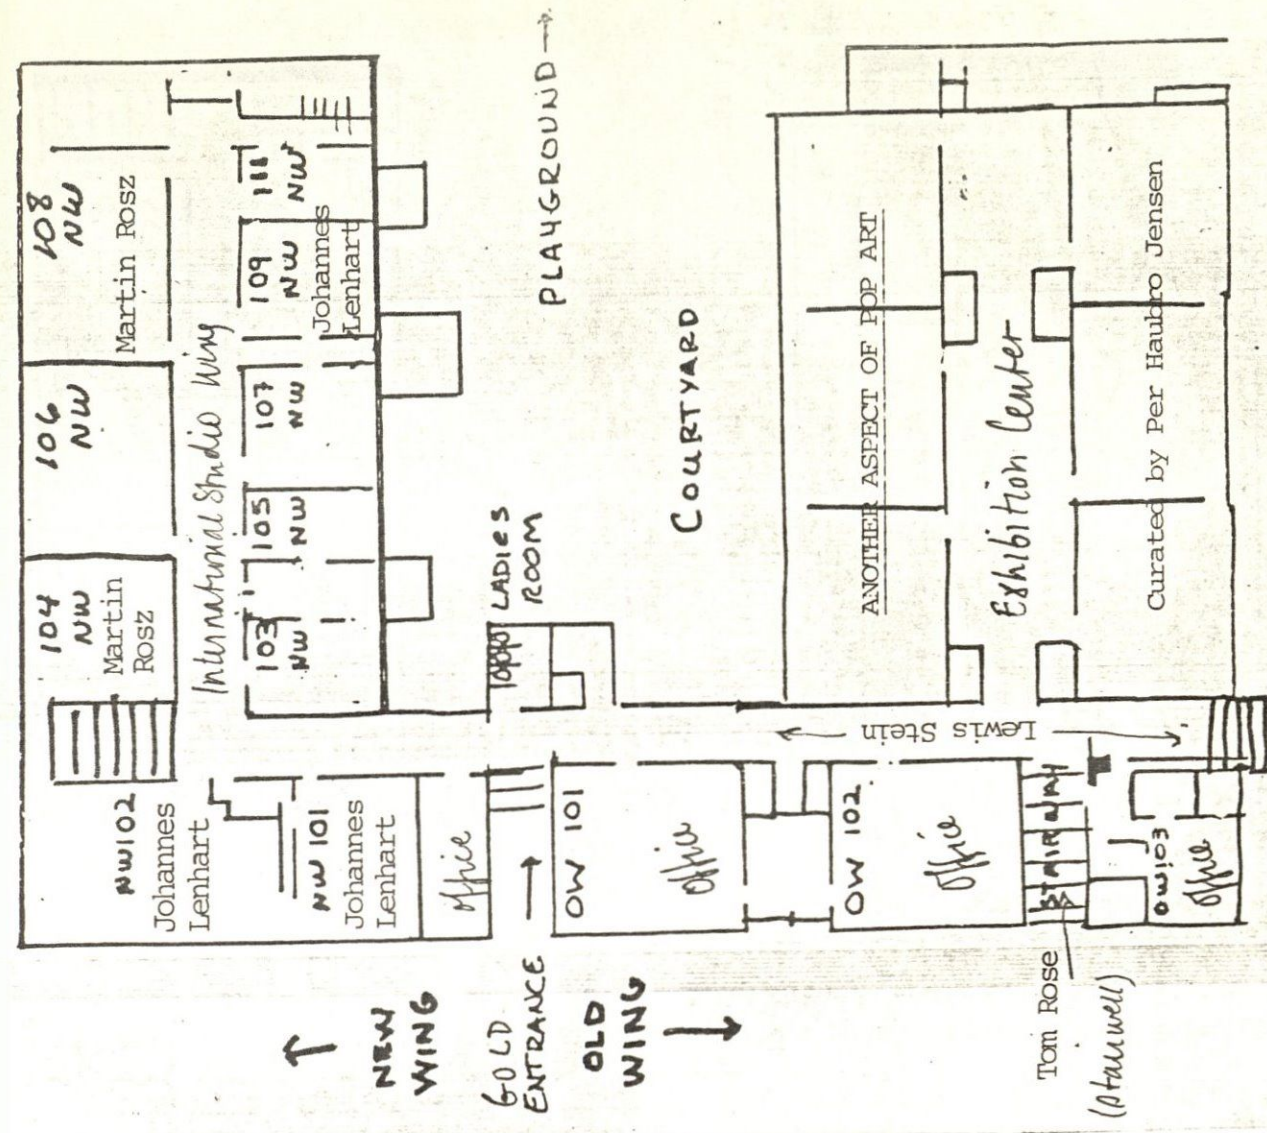 108
NW
Martin Rosz
106
NW
104
NW
Martin
Rosz
International Studio Wing
111
NW
109
NW
Johannes
Lenhart
107
NW
105
NW
103
NW
NW102
Johannes
Lenhart
NW 101
Johannes
Lenhart
Office
LADIES
ROOM
PLAYGROUND
COURTYARD
ANOTHER ASPECT OF POP ART
Exhibition Center
Curated by Per Haubro Jensen
Lewis Stein
OW 101
Office
OW 102
Office
STAIRWAY
OW103
Office
NEW
WING
GOLD
ENTRANCE
OLD
WING
Tom Rose
(stairwell)